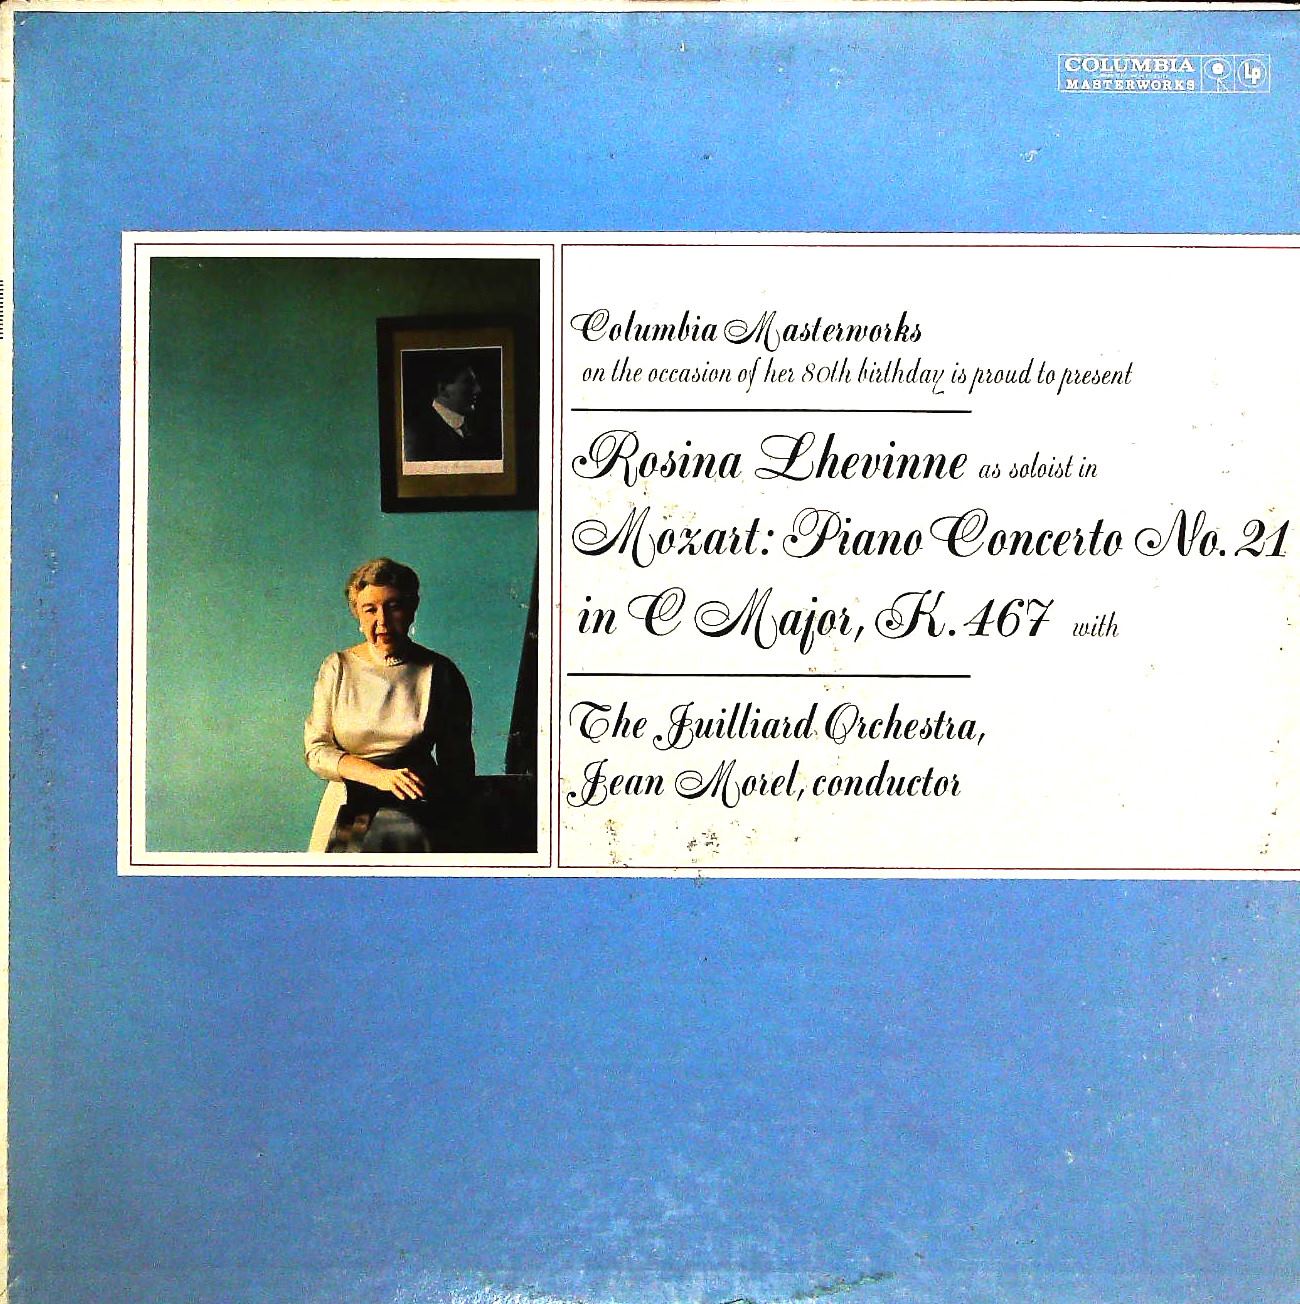 COLUMBIA
MASTERWORKS
Lp
Columbia Masterworks
on the occasion of her 80th birthday is proud to present
Rosina Lhevinne as soloist in
Mozart: Piano Concerto No. 21
in C Major, K. 467 with
The Juilliard Orchestra,
Jean Morel, conductor